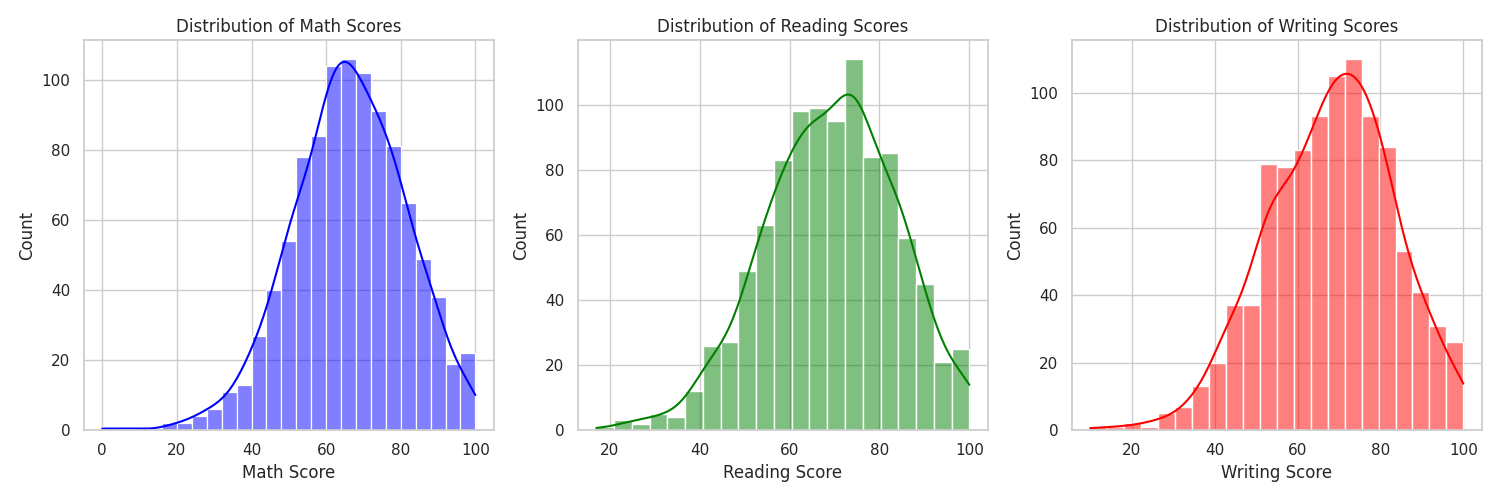 Distribution of Math Scores
100
80
60
40
20
0
Count
0 20 40 60 80 100
Math Score
Distribution of Reading Scores
100
80
60
40
20
0
Count
20 40 60 80 100
Reading Score
Distribution of Writing Scores
100
80
60
40
20
0
Count
20 40 60 80 100
Writing Score